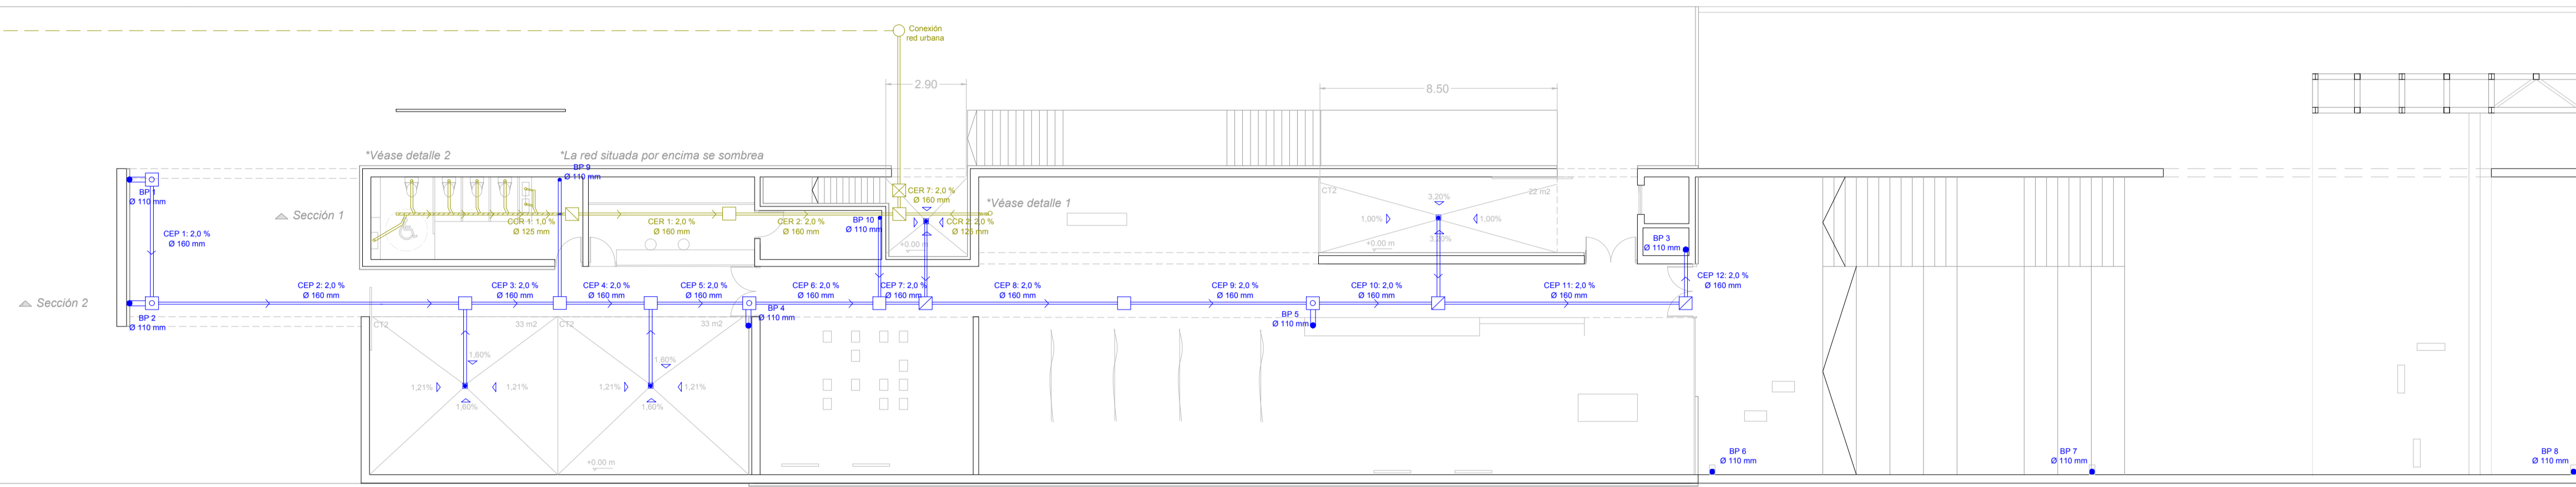 Conexión
red urbana
2.90
8.50
*Véase detalle 2
*La red situada por encima se sombrea
BP 9
Ø 110 mm
BP 1
Ø 110 mm
Sección 1
CEP 1: 2,0 %
Ø 160 mm
CCR 1: 1,0 %
Ø 125 mm
CER 1: 2,0 %
Ø 160 mm
CER 2: 2,0 %
Ø 160 mm
BP 10
Ø 110 mm
CER 7: 2,0 %
Ø 160 mm
CCR 2: 2,0 %
Ø 125 mm
+0.00 m
*Véase detalle 1
CT2
22 m2
3,20%
1,00%
1,00%
3,20%
+0.00 m
BP 3
Ø 110 mm
CEP 12: 2,0 %
Ø 160 mm
Sección 2
BP 2
Ø 110 mm
CEP 2: 2,0 %
Ø 160 mm
CEP 3: 2,0 %
Ø 160 mm
CEP 4: 2,0 %
Ø 160 mm
CEP 5: 2,0 %
Ø 160 mm
BP 4
Ø 110 mm
CEP 6: 2,0 %
Ø 160 mm
CEP 7: 2,0 %
Ø 160 mm
CEP 8: 2,0 %
Ø 160 mm
CEP 9: 2,0 %
Ø 160 mm
BP 5
Ø 110 mm
CEP 10: 2,0 %
Ø 160 mm
CEP 11: 2,0 %
Ø 160 mm
CT2
33 m2
CT2
33 m2
1,60%
1,60%
1,21%
1,21%
1,21%
1,21%
1,60%
1,60%
+0.00 m
BP 6
Ø 110 mm
BP 7
Ø 110 mm
BP 8
Ø 110 mm